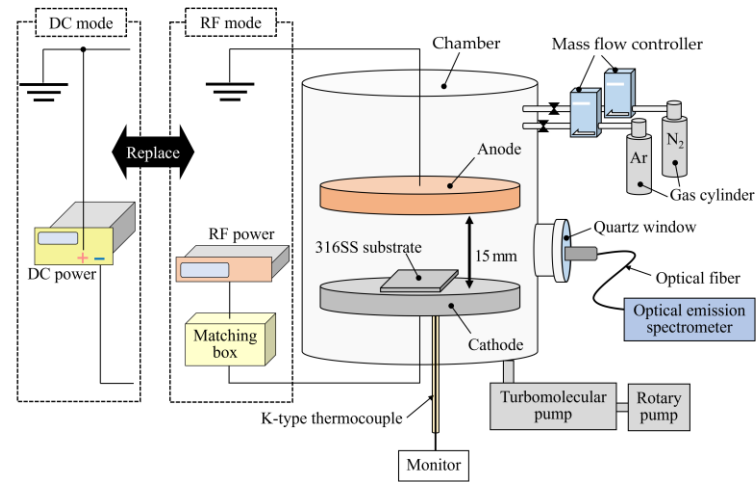 DC mode
RF mode
Chamber
Mass flow controller
Replace
Anode
Ar
N2
Gas cylinder
Quartz window
RF power
316SS substrate
15 mm
DC power
+ −
Optical fiber
Matching
box
Optical emission
spectrometer
Cathode
K-type thermocouple
Turbomolecular
pump
Rotary
pump
Monitor